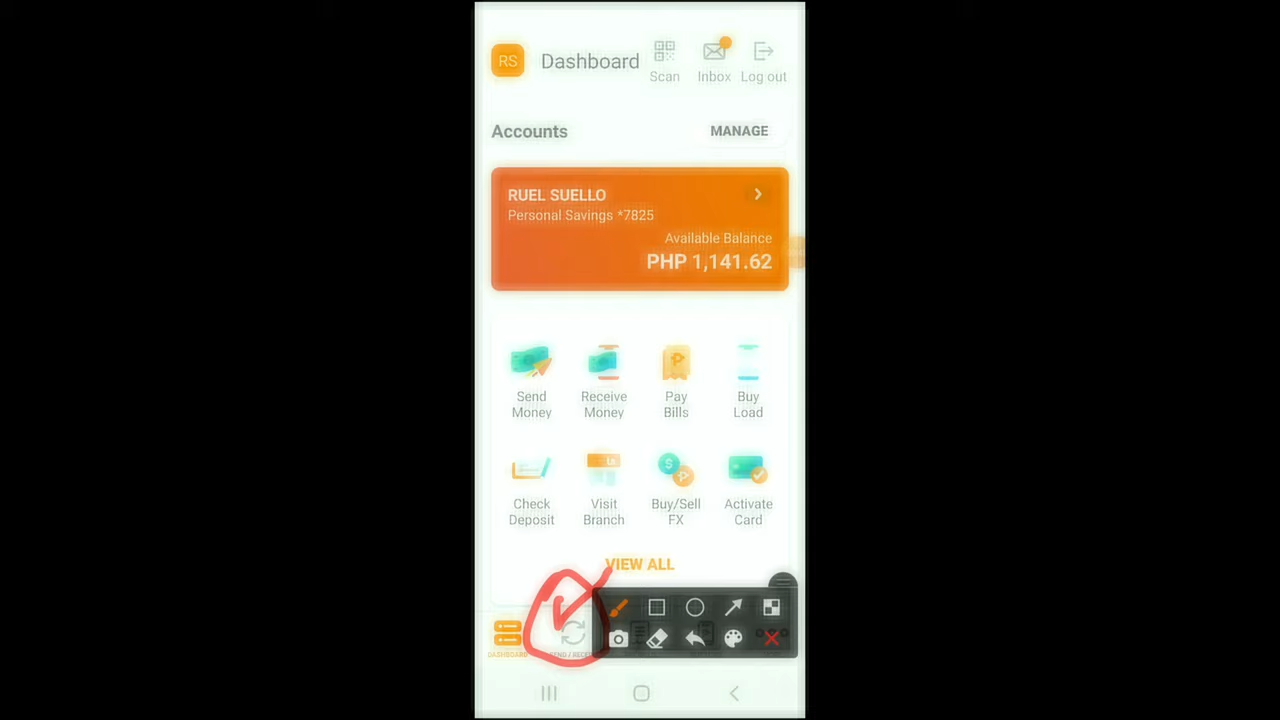 RS Dashboard
Scan Inbox Log out
Accounts MANAGE
RUEL SUELLO
Personal Savings *7825
Available Balance
PHP 1,141.62
Send Receive Pay Buy
Money Money Bills Load
Check Visit Buy/Sell Activate
Deposit Branch FX Card
VIEW ALL
DASHBOARD